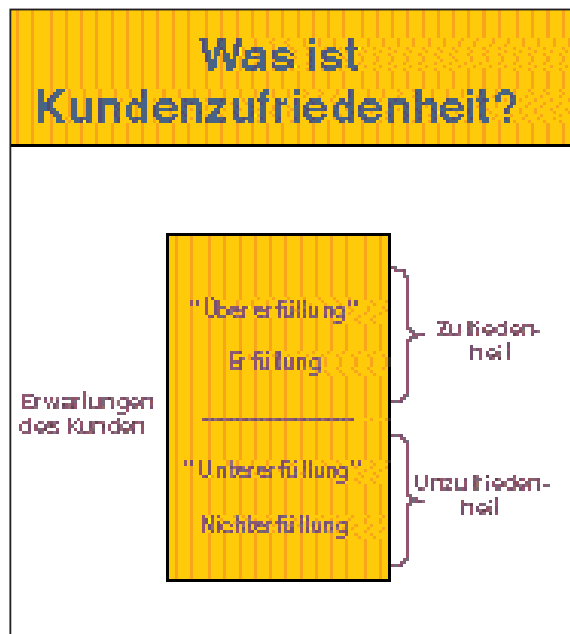 Was ist
Kundenzufriedenheit?
"Übererfüllung"
Erfüllung
Zufrieden-
heit
Erwartungen
des Kunden
"Untererfüllung"
Nichterfüllung
Unzufrieden-
heit